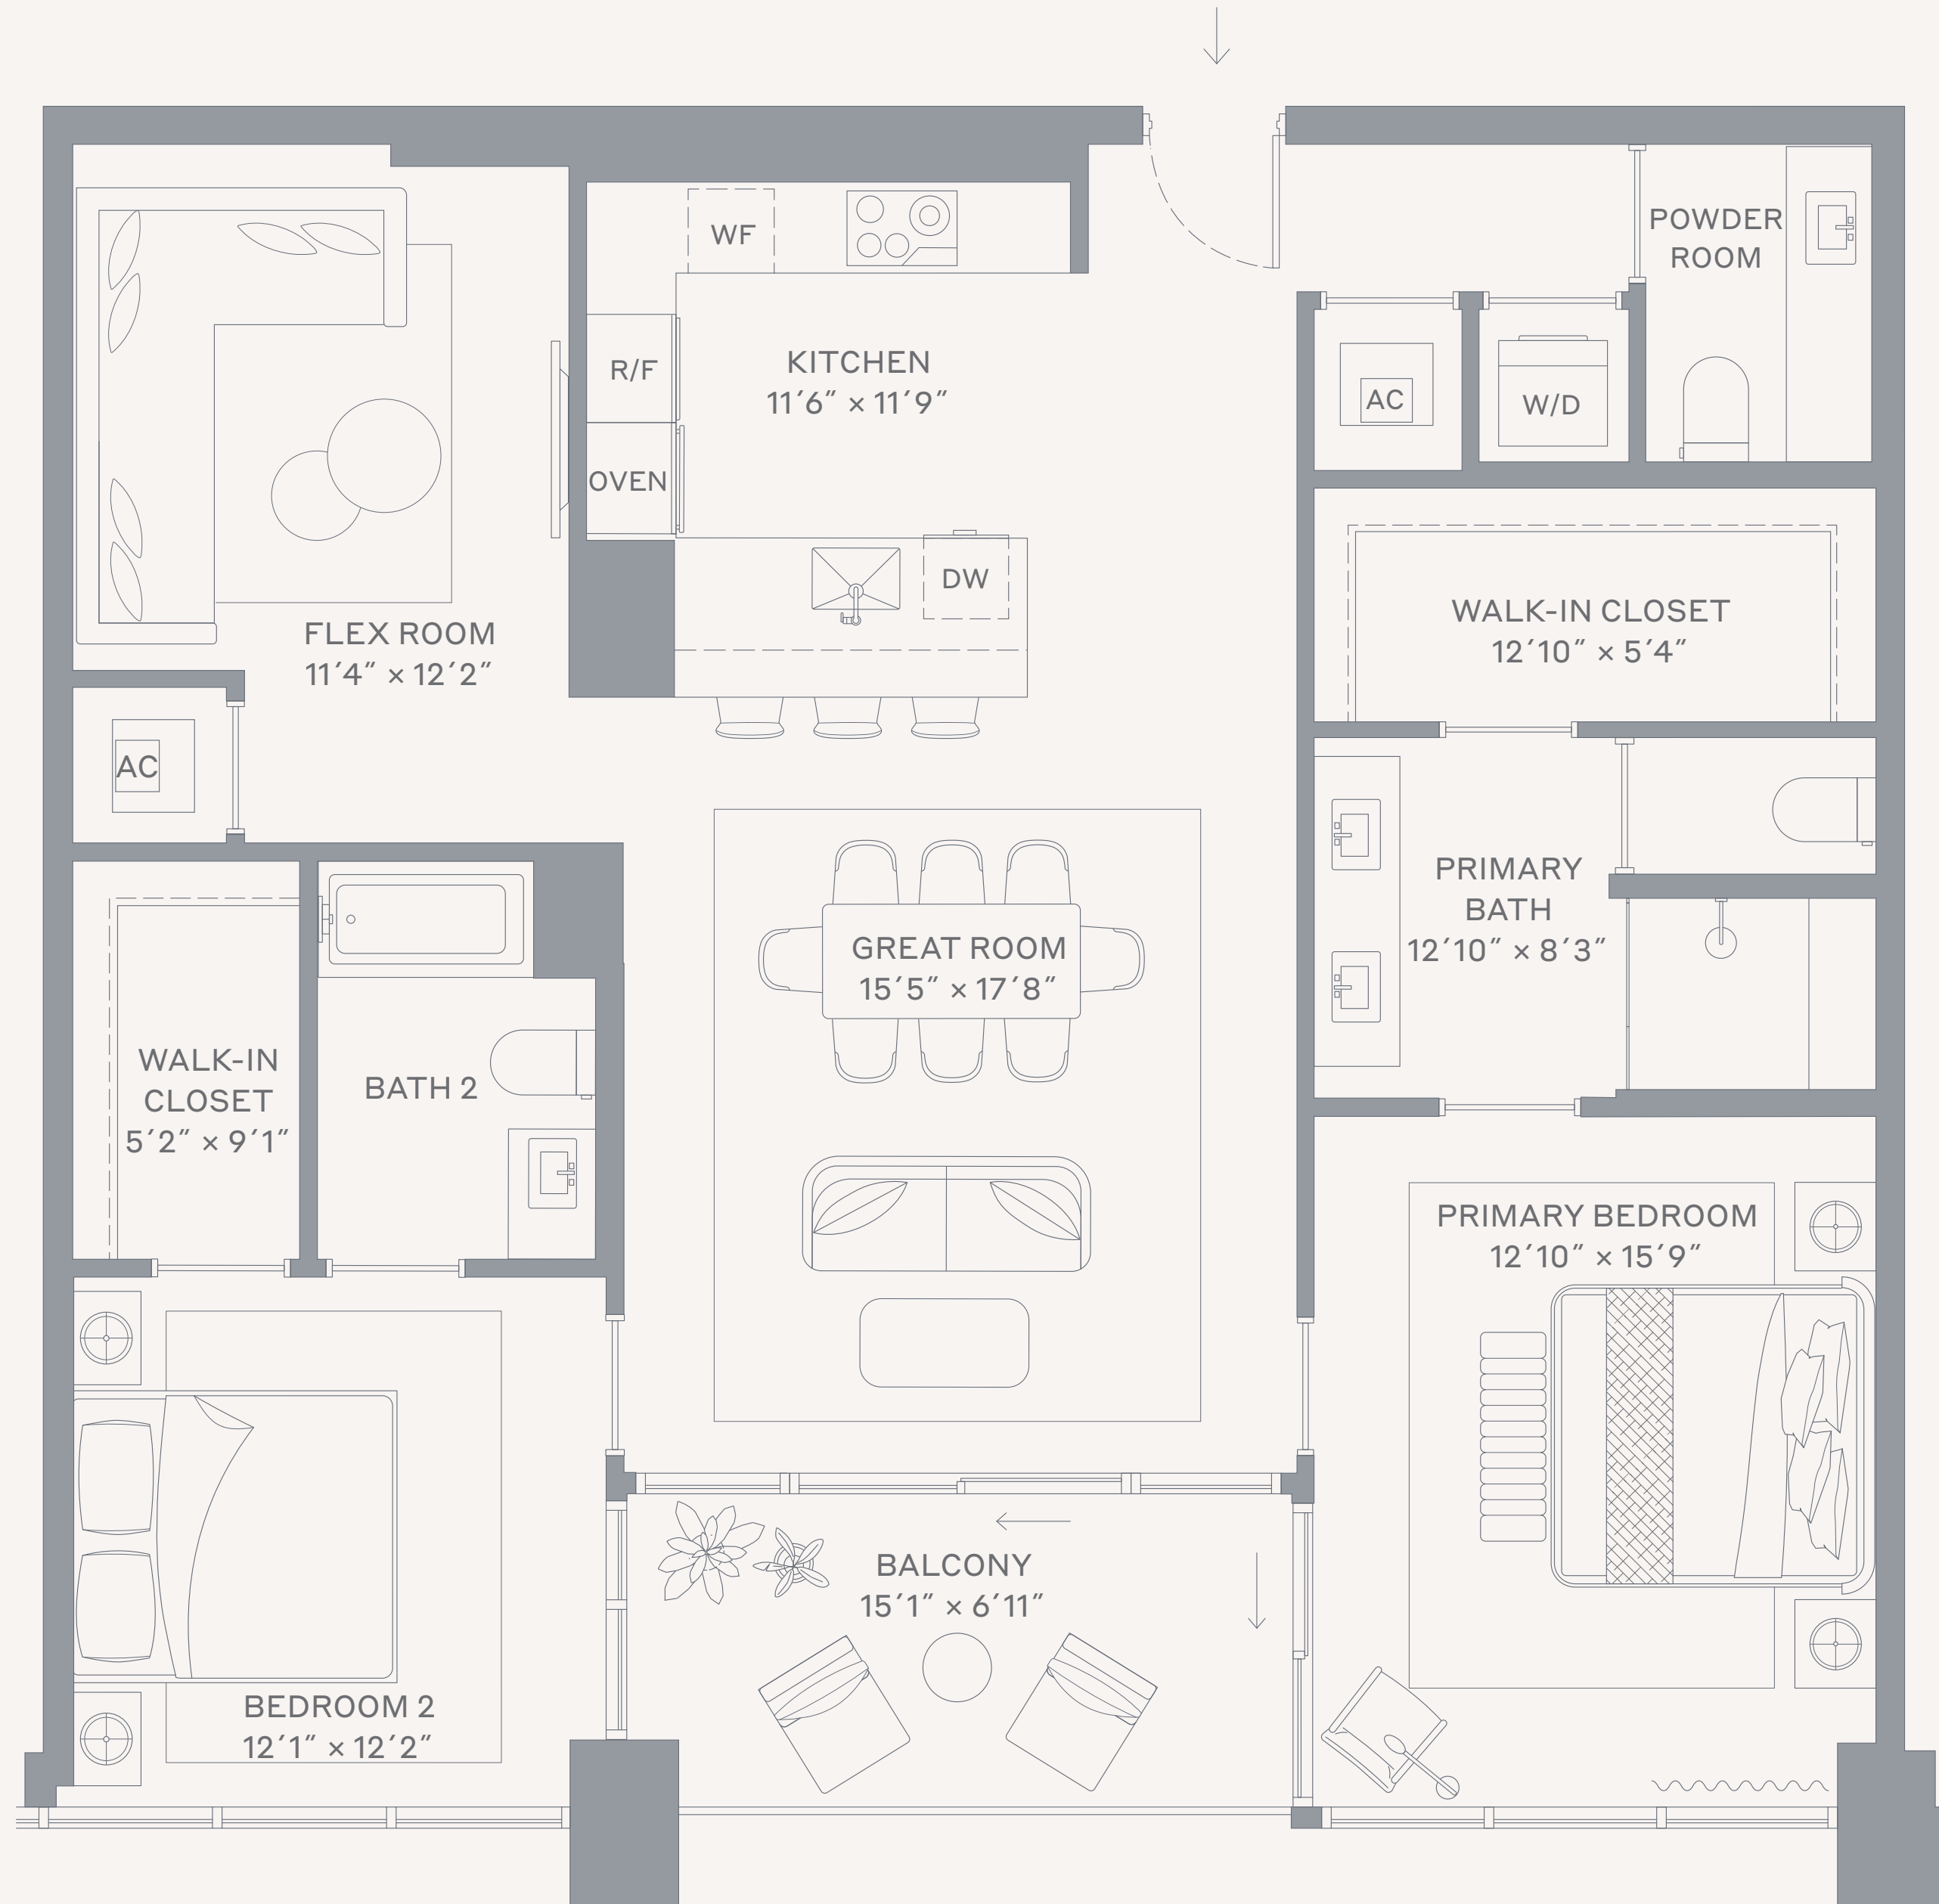 POWDER
ROOM
WF
KITCHEN
11′6″ × 11′9″
R/F
OVEN
AC
W/D
DW
FLEX ROOM
11′4″ × 12′2″
WALK-IN CLOSET
12′10″ × 5′4″
AC
PRIMARY
BATH
12′10″ × 8′3″
GREAT ROOM
15′5″ × 17′8″
WALK-IN
CLOSET
5′2″ × 9′1″
BATH 2
PRIMARY BEDROOM
12′10″ × 15′9″
BALCONY
15′1″ × 6′11″
BEDROOM 2
12′1″ × 12′2″